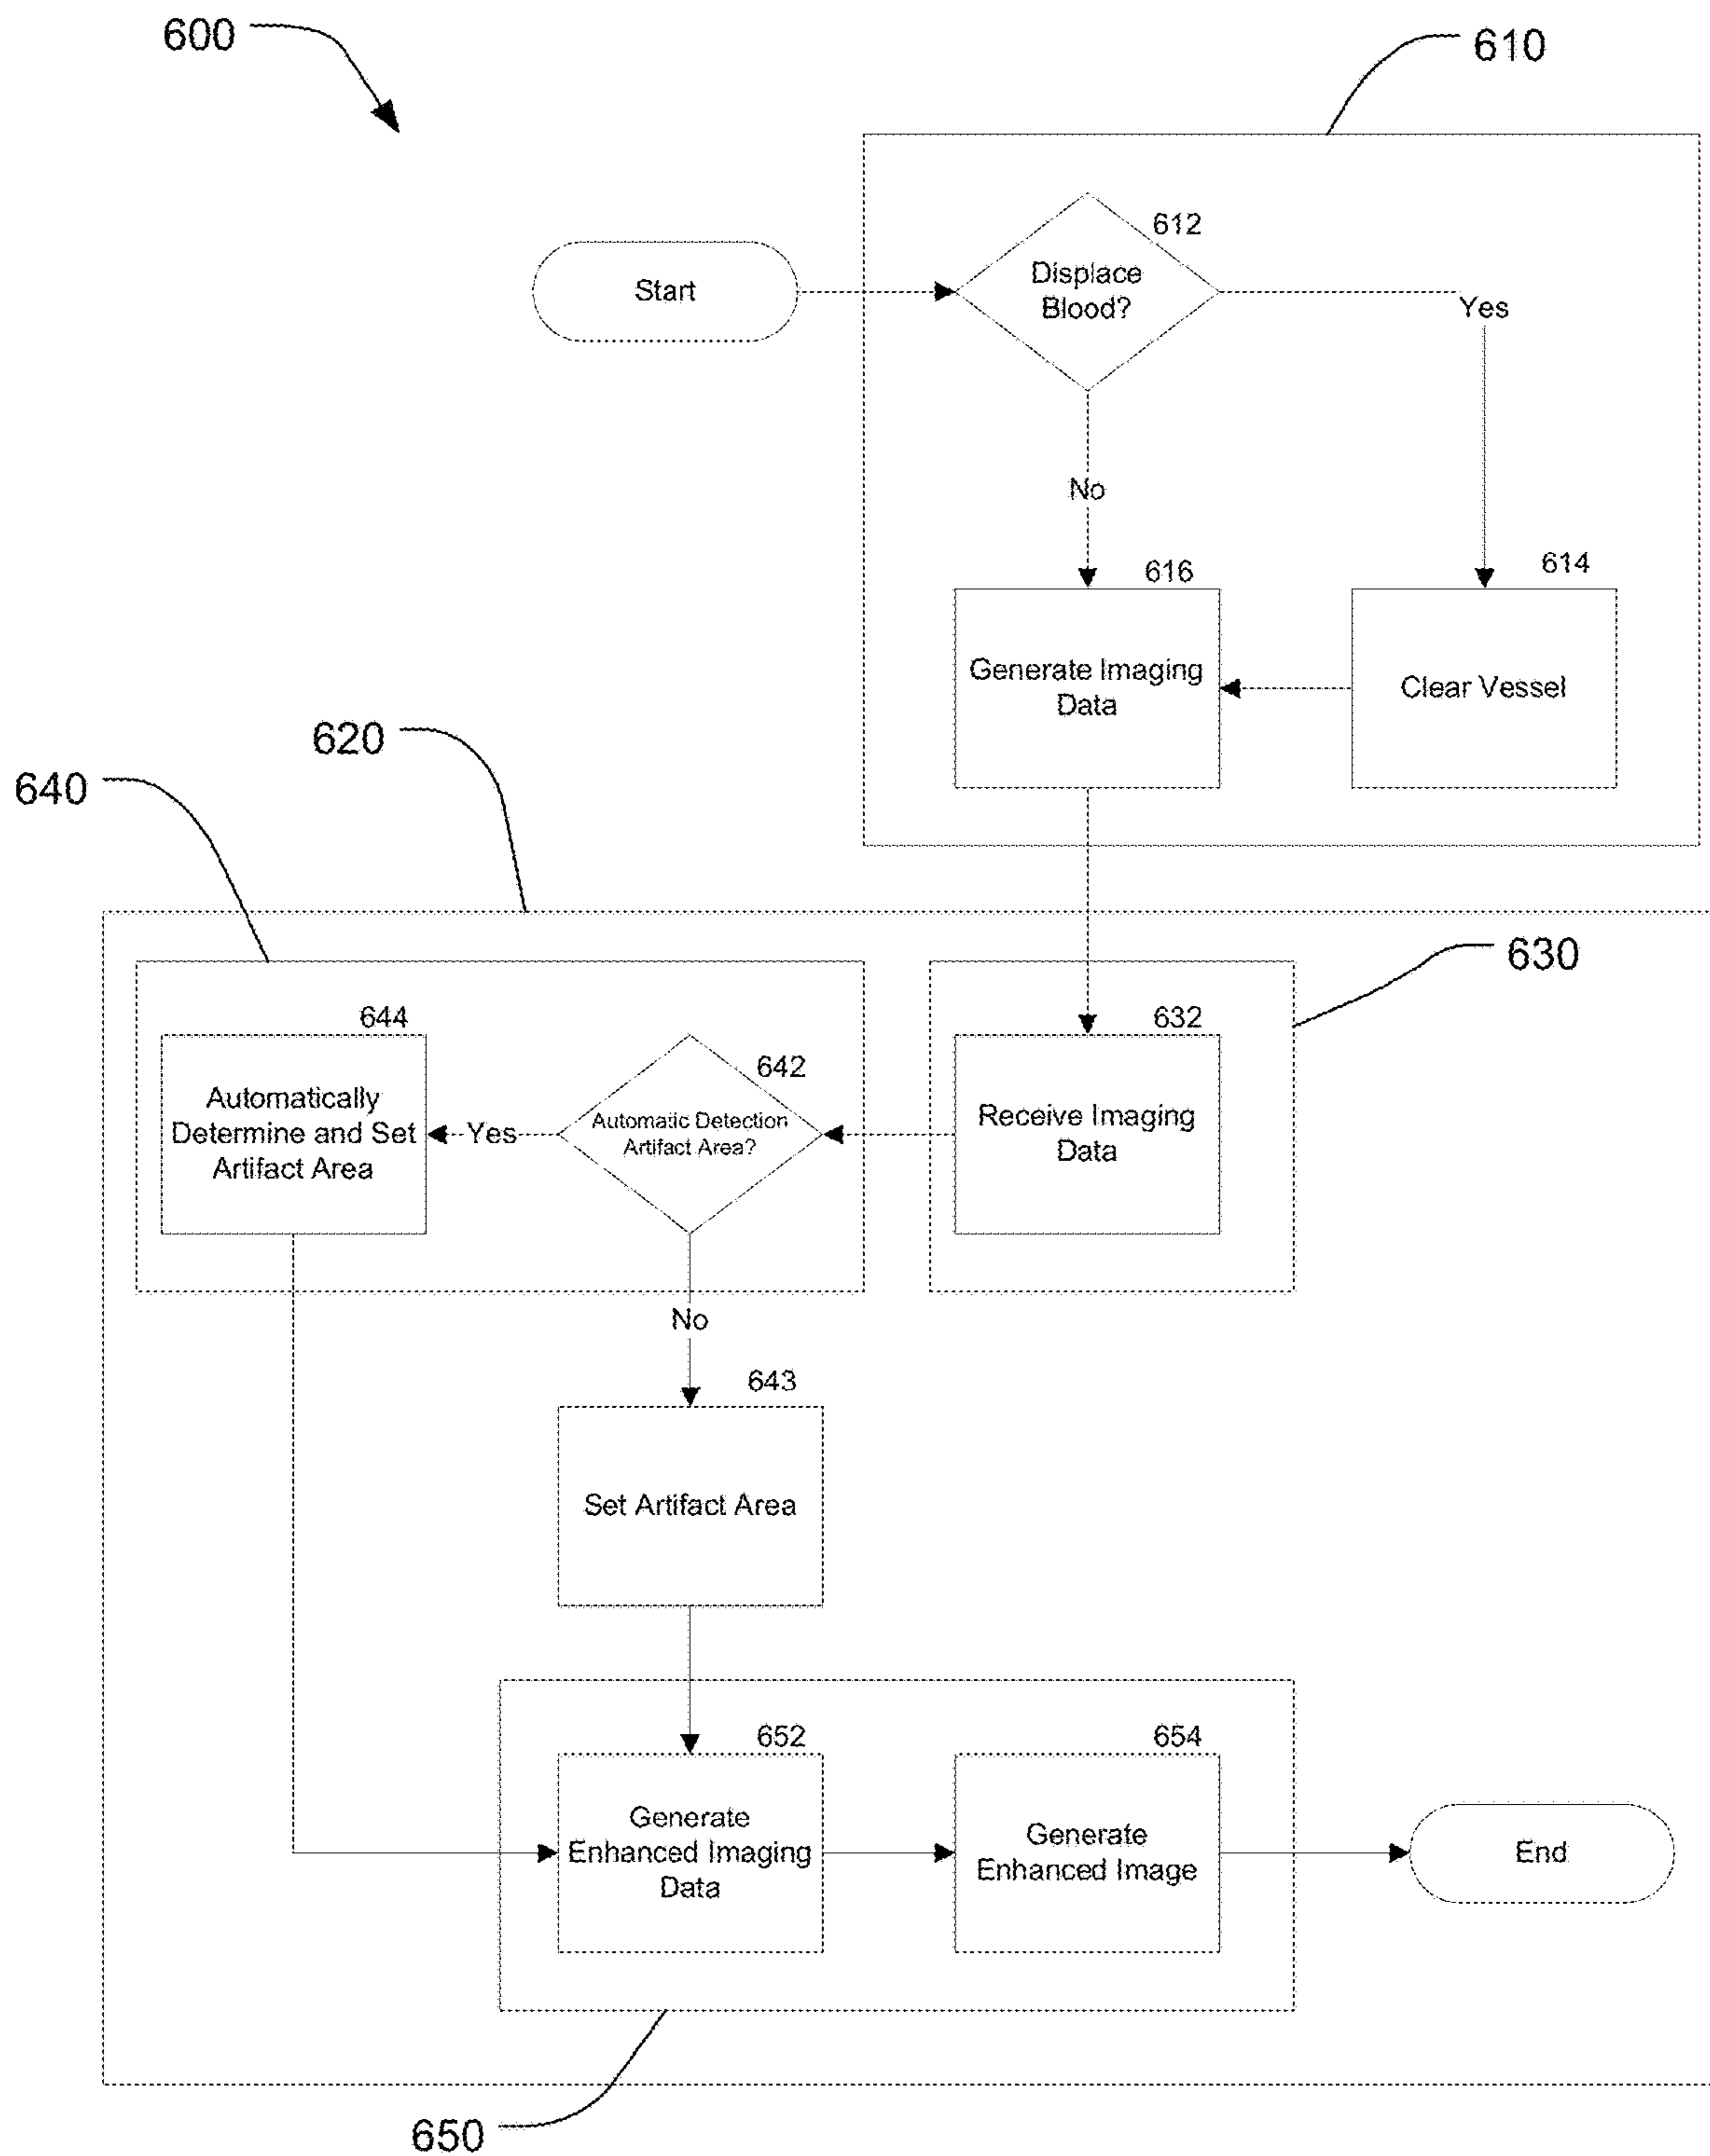 600
610
612
Displace
Blood?
Start
Yes
No
616
614
Generate Imaging
Data
Clear Vessel
620
640
630
644
632
642
Automatically
Determine and Set
Artifact Area
Yes
Automatic Detection
Artifact Area?
Receive Imaging
Data
No
643
Set Artifact Area
652
654
Generate
Enhanced Imaging
Data
Generate
Enhanced Image
End
650